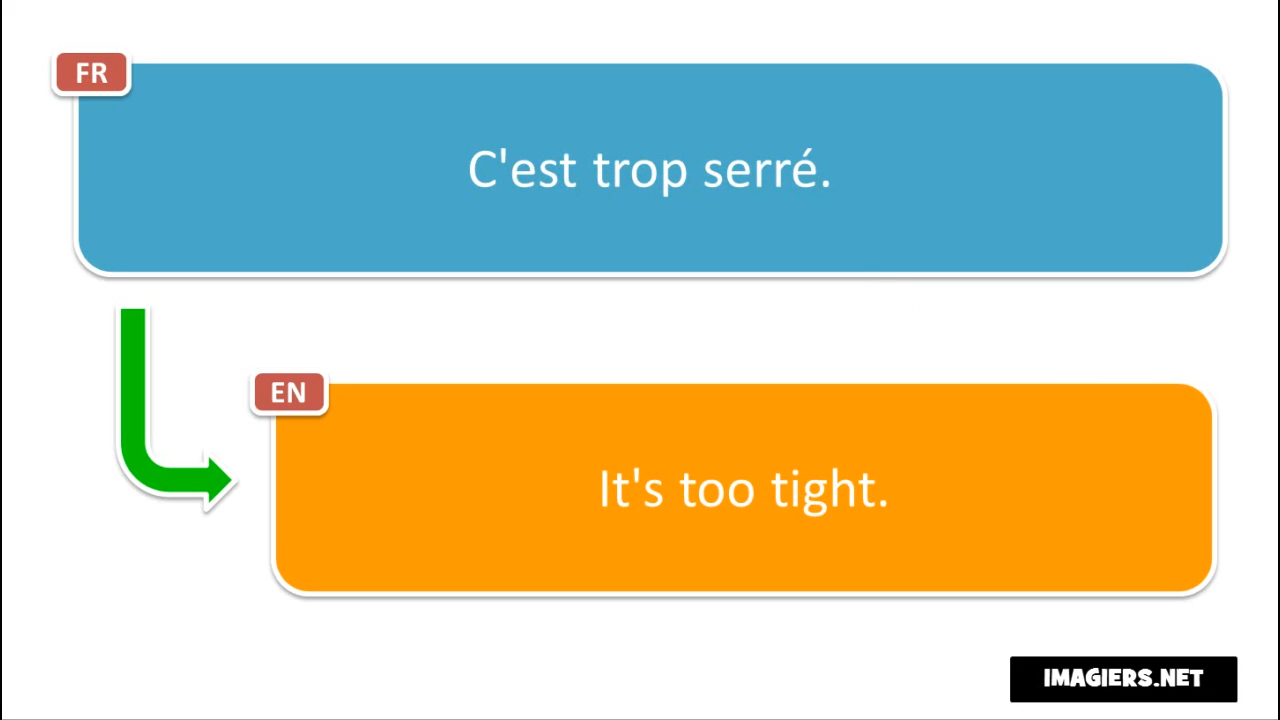 FR
C'est trop serré.
EN
It's too tight.
IMAGIERS.NET